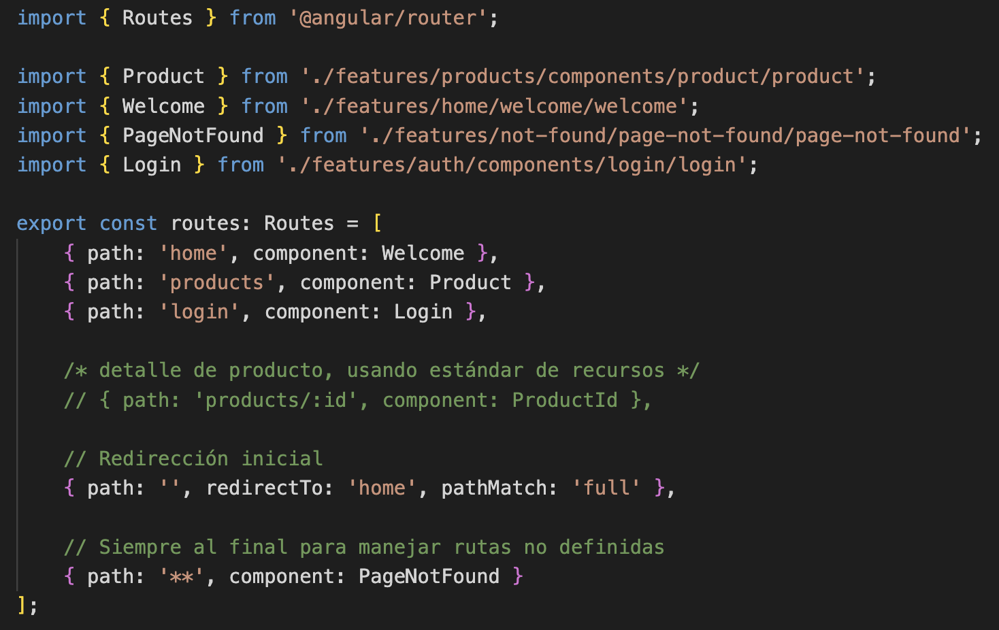 import { Routes } from '@angular/router';
import { Product } from './features/products/components/product/product';
import { Welcome } from './features/home/welcome/welcome';
import { PageNotFound } from './features/not-found/page-not-found/page-not-found';
import { Login } from './features/auth/components/login/login';
export const routes: Routes = [
    { path: 'home', component: Welcome },
    { path: 'products', component: Product },
    { path: 'login', component: Login },
    /* detalle de producto, usando estándar de recursos */
    // { path: 'products/:id', component: ProductId },
    // Redirección inicial
    { path: '', redirectTo: 'home', pathMatch: 'full' },
    // Siempre al final para manejar rutas no definidas
    { path: '**', component: PageNotFound }
];